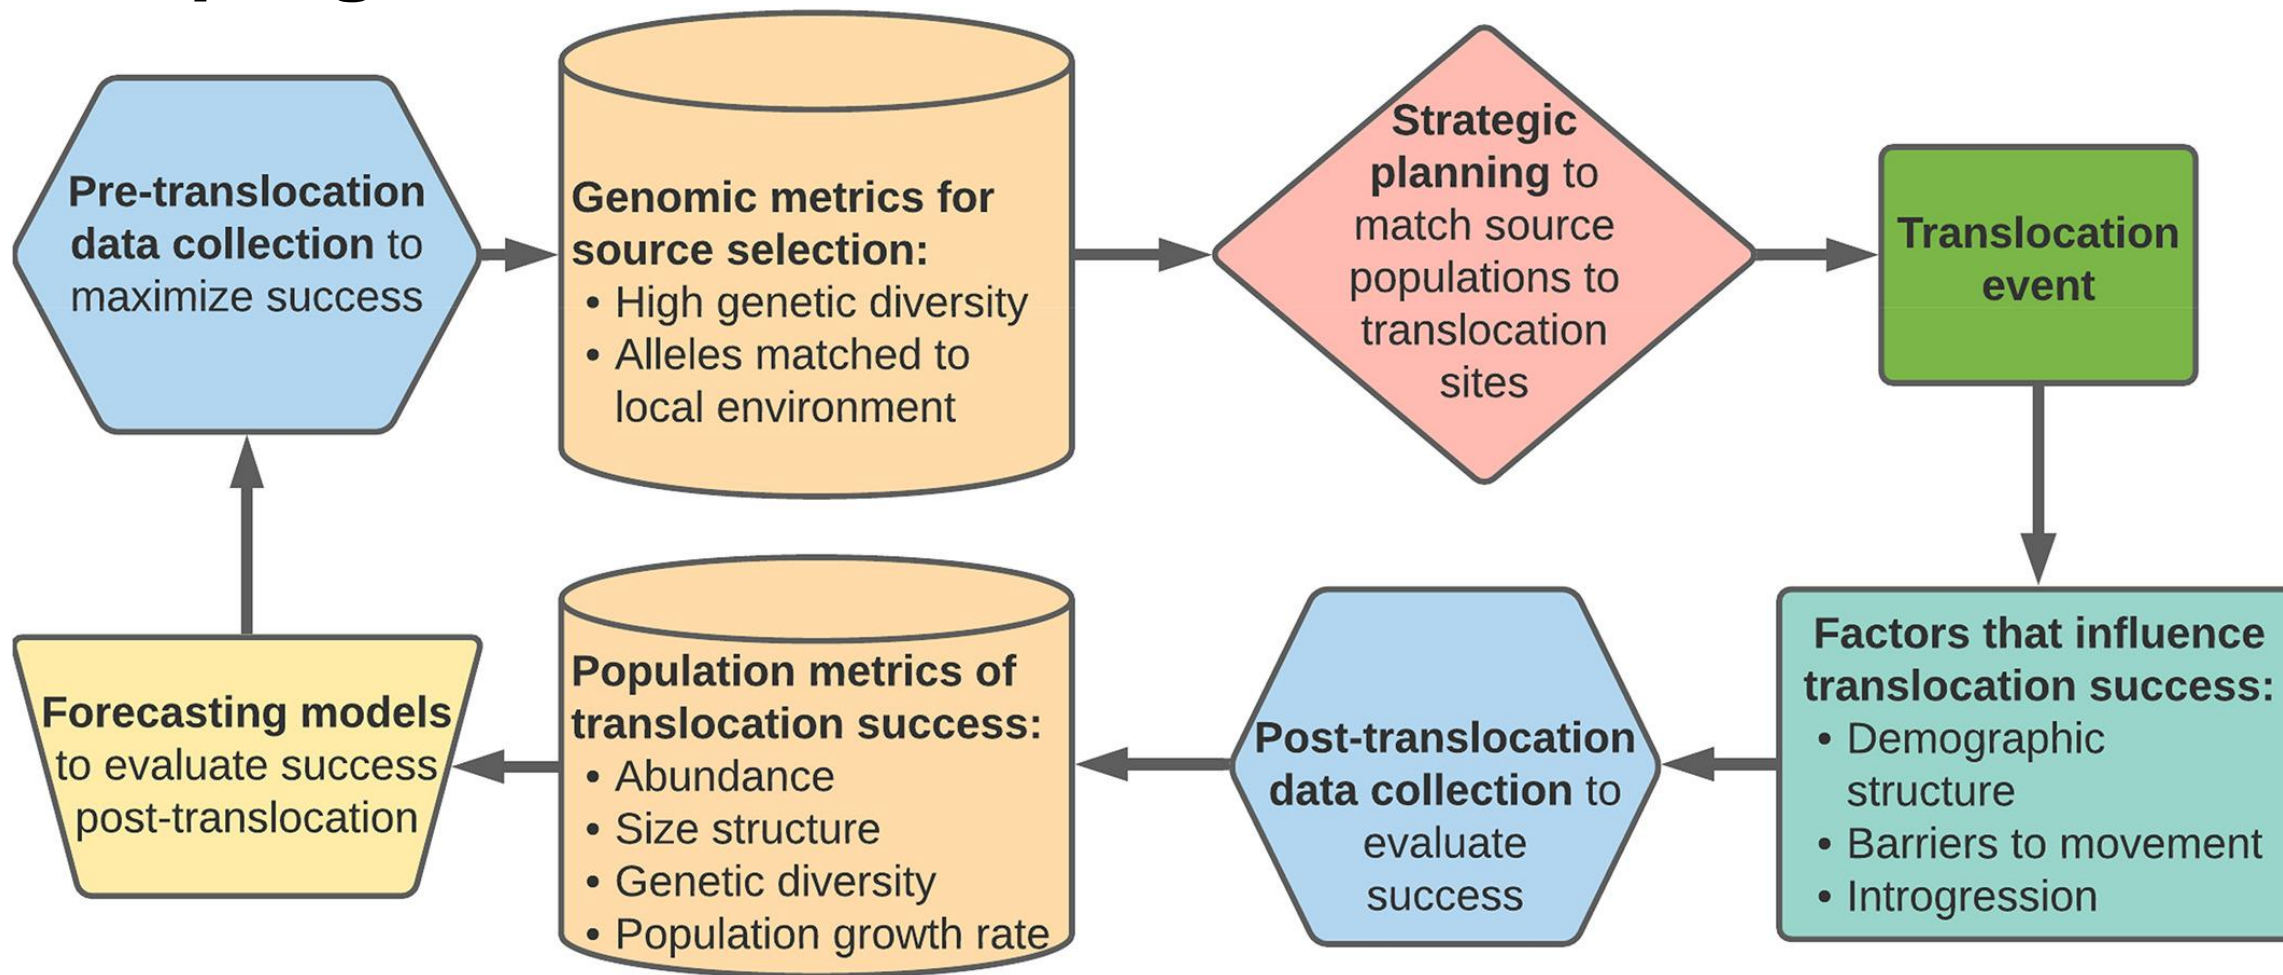 Pre-translocation
data collection to
maximize success
Genomic metrics for
source selection:
• High genetic diversity
• Alleles matched to
local environment
Strategic
planning to
match source
populations to
translocation
sites
Translocation
event
Factors that influence
translocation success:
• Demographic
structure
• Barriers to movement
• Introgression
Post-translocation
data collection to
evaluate
success
Population metrics of
translocation success:
• Abundance
• Size structure
• Genetic diversity
• Population growth rate
Forecasting models
to evaluate success
post-translocation